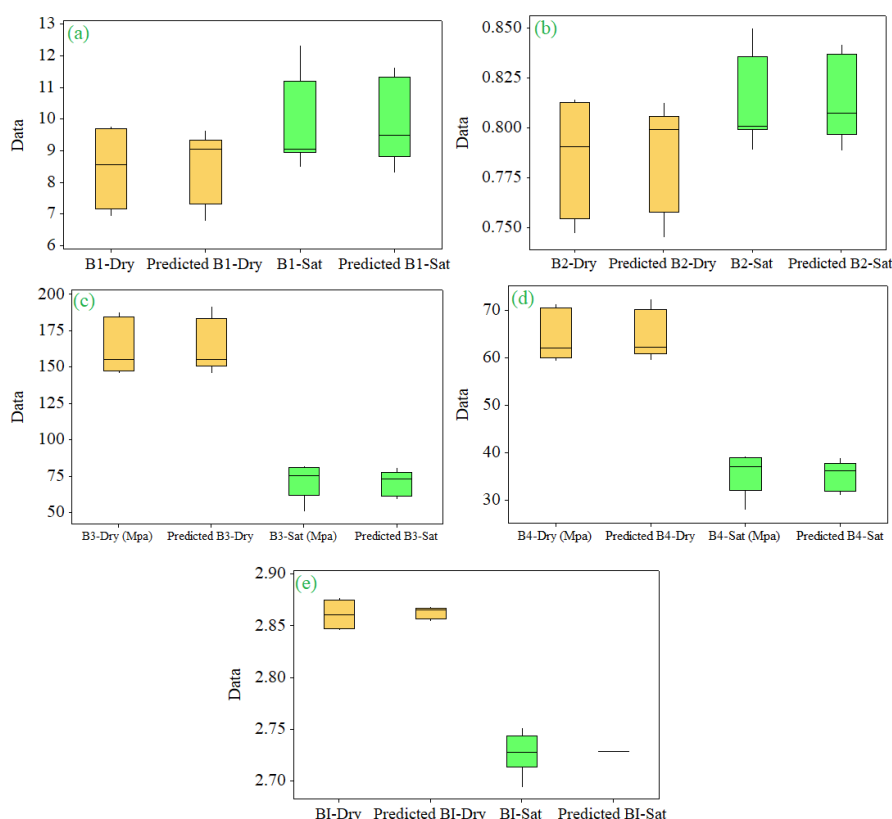 (a)
Data
13
12
11
10
9
8
7
6
B1-Dry Predicted B1-Dry B1-Sat Predicted B1-Sat
(b)
Data
0.850
0.825
0.800
0.775
0.750
B2-Dry Predicted B2-Dry B2-Sat Predicted B2-Sat
(c)
Data
200
175
150
125
100
75
50
B3-Dry (Mpa) Predicted B3-Dry B3-Sat (Mpa) Predicted B3-Sat
(d)
Data
70
60
50
40
30
B4-Dry (Mpa) Predicted B4-Dry B4-Sat (Mpa) Predicted B4-Sat
(e)
Data
2.90
2.85
2.80
2.75
2.70
BI-Dry Predicted BI-Dry BI-Sat Predicted BI-Sat